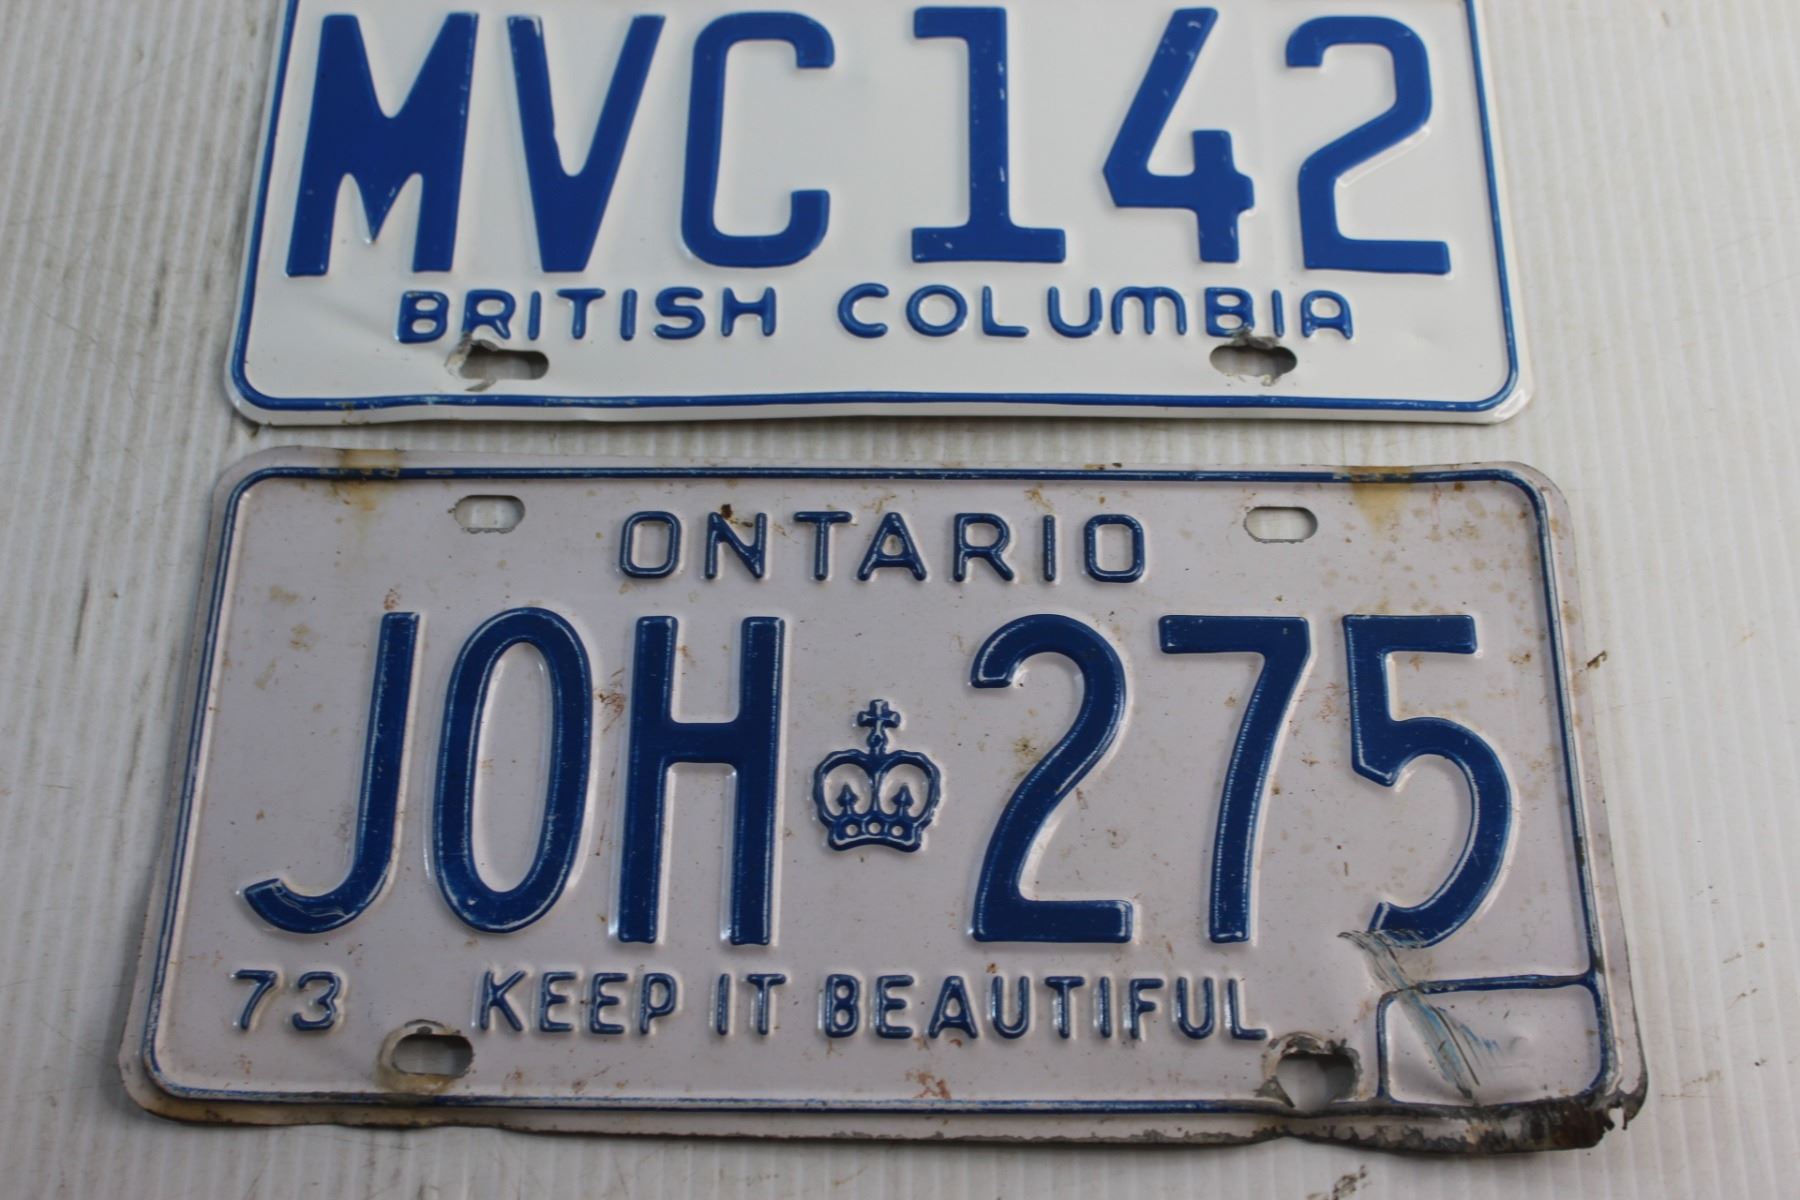 MVC 142
BRITISH COLUMBIA
ONTARIO
JOH 275
73 KEEP IT BEAUTIFUL